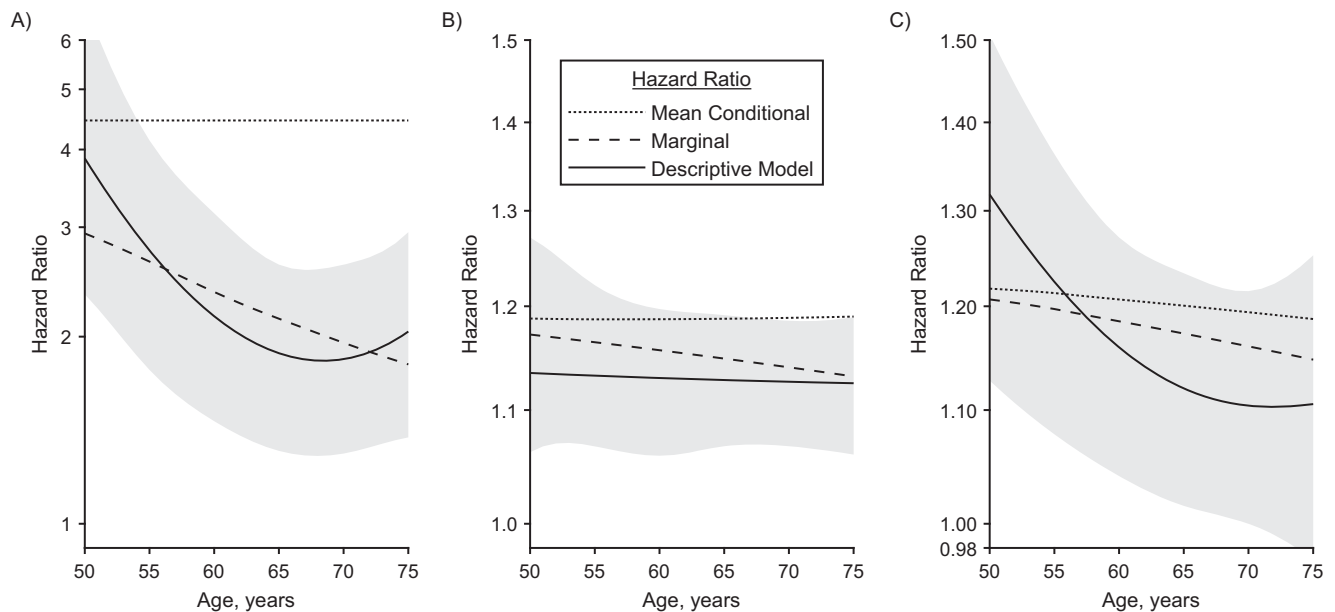 A)
6
5
4
3
2
1
Hazard Ratio
50 55 60 65 70 75
Age, years
B)
1.5
1.4
1.3
1.2
1.1
1.0
Hazard Ratio
50 55 60 65 70 75
Age, years
Hazard Ratio
Mean Conditional
Marginal
Descriptive Model
C)
1.50
1.40
1.30
1.20
1.10
1.00
0.98
Hazard Ratio
50 55 60 65 70 75
Age, years